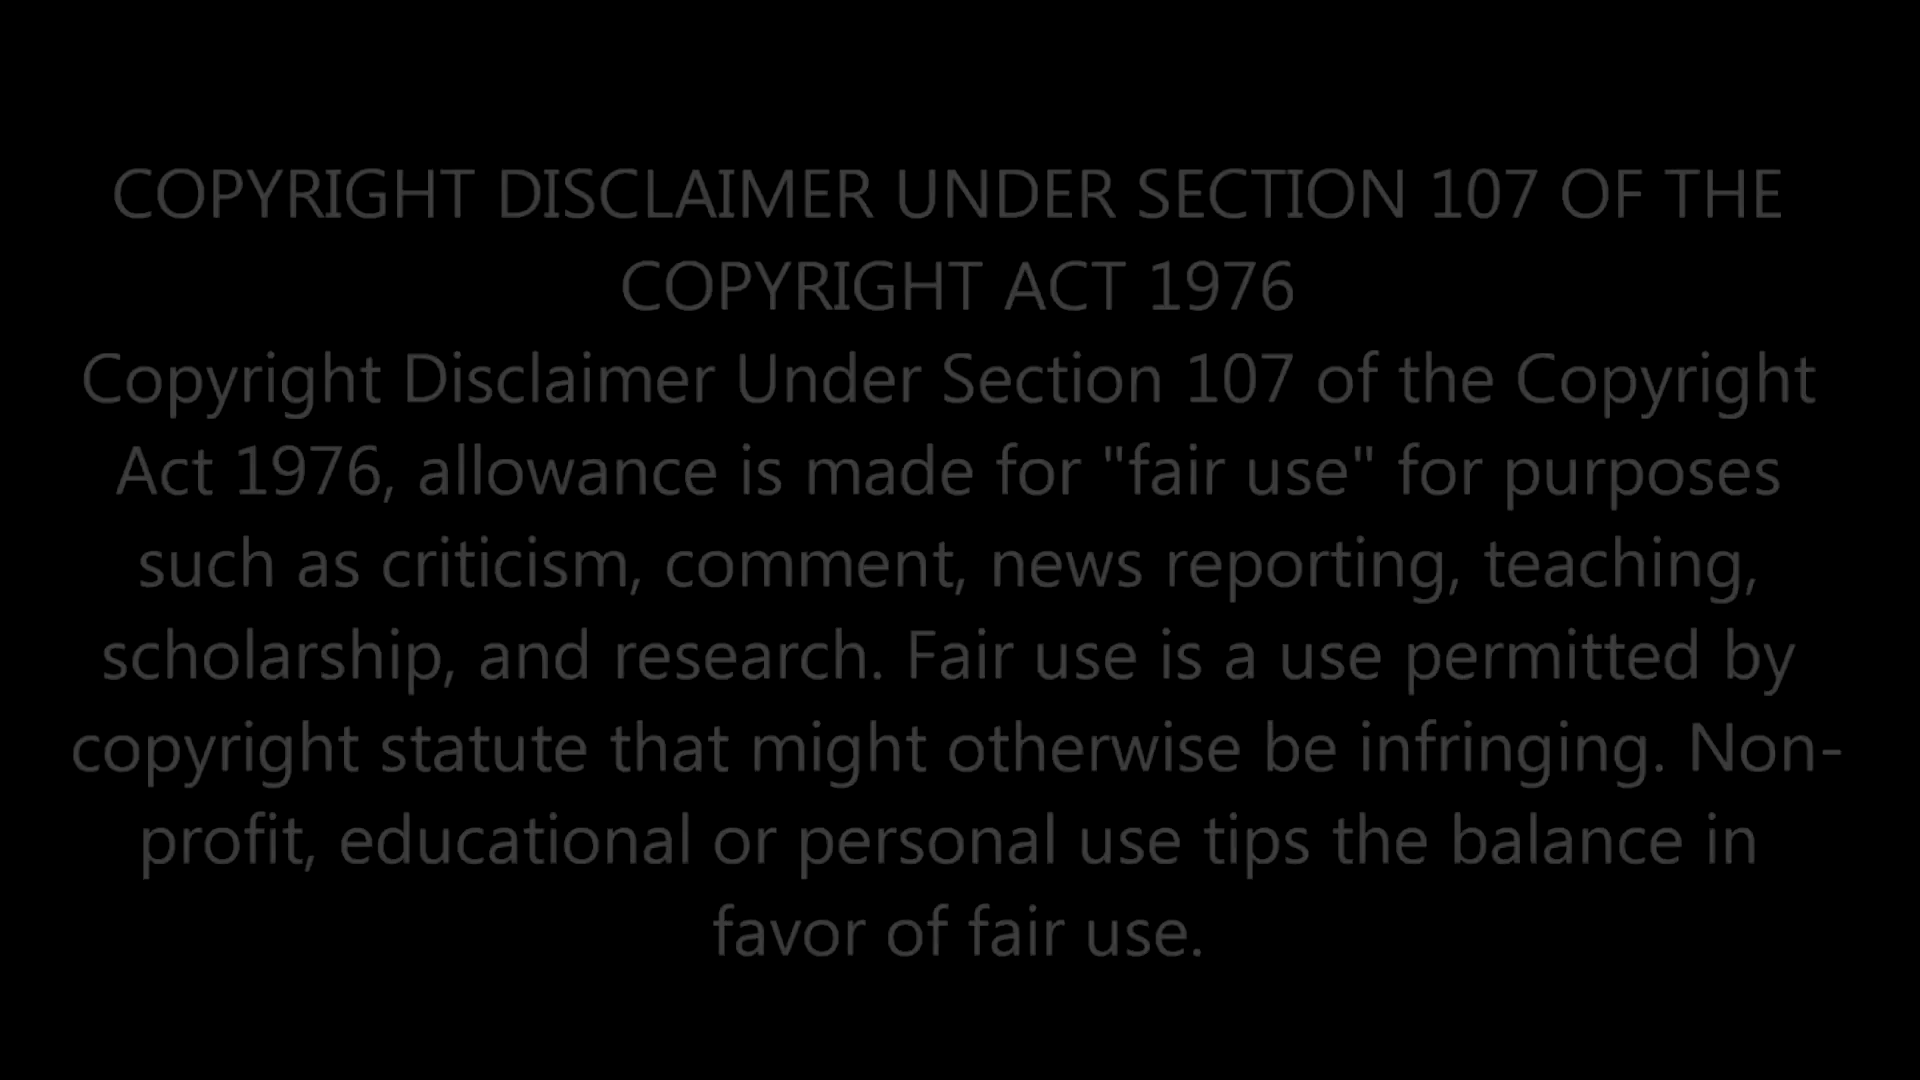 COPYRIGHT DISCLAIMER UNDER SECTION 107 OF THE
COPYRIGHT ACT 1976
Copyright Disclaimer Under Section 107 of the Copyright
Act 1976, allowance is made for "fair use" for purposes
such as criticism, comment, news reporting, teaching,
scholarship, and research. Fair use is a use permitted by
copyright statute that might otherwise be infringing. Non-
profit, educational or personal use tips the balance in
favor of fair use.